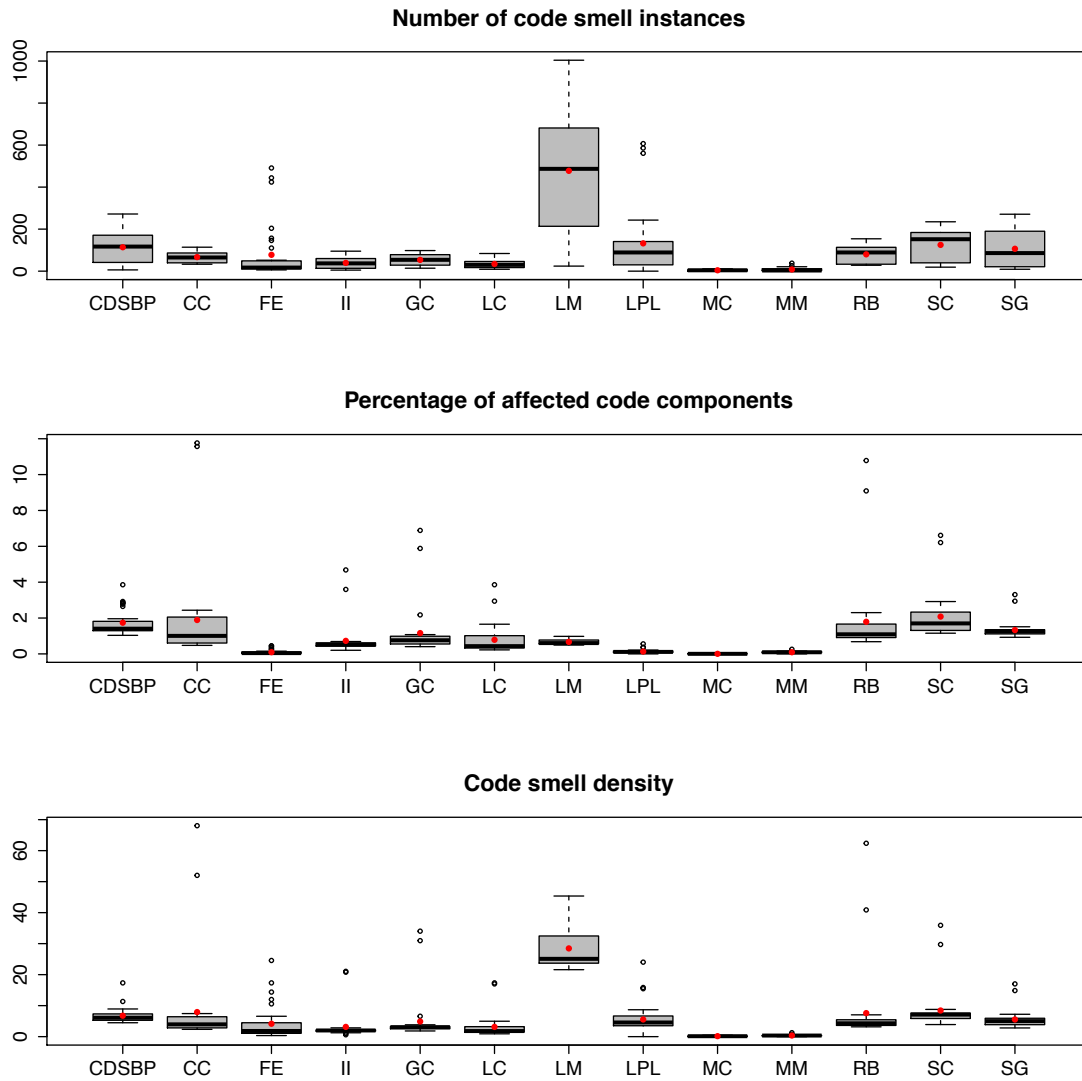 Number of code smell instances
1000
600
200
0
CDSBP CC FE II GC LC LM LPL MC MM RB SC SG
Percentage of affected code components
10
8
6
4
2
0
CDSBP CC FE II GC LC LM LPL MC MM RB SC SG
Code smell density
60
40
20
0
CDSBP CC FE II GC LC LM LPL MC MM RB SC SG